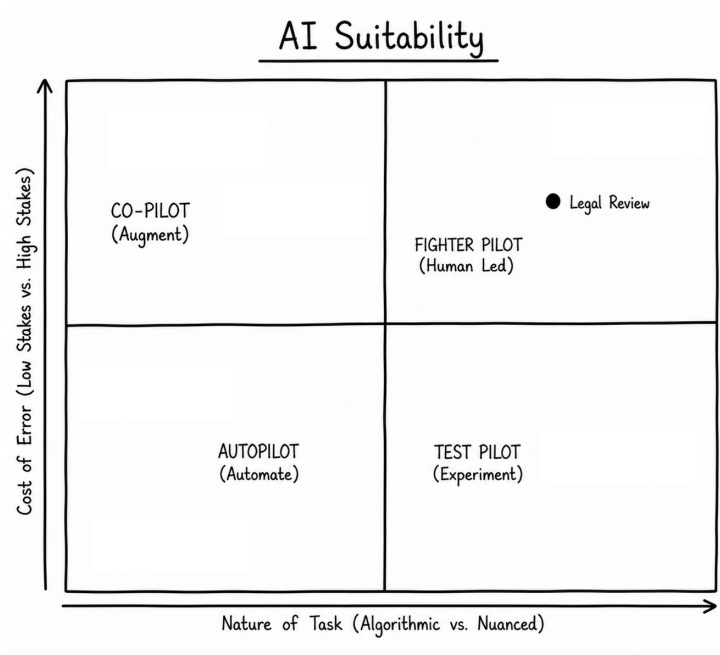 AI Suitability
Cost of Error (Low Stakes vs. High Stakes)
CO-PILOT
(Augment)
Legal Review
FIGHTER PILOT
(Human Led)
AUTOPILOT
(Automate)
TEST PILOT
(Experiment)
Nature of Task (Algorithmic vs. Nuanced)